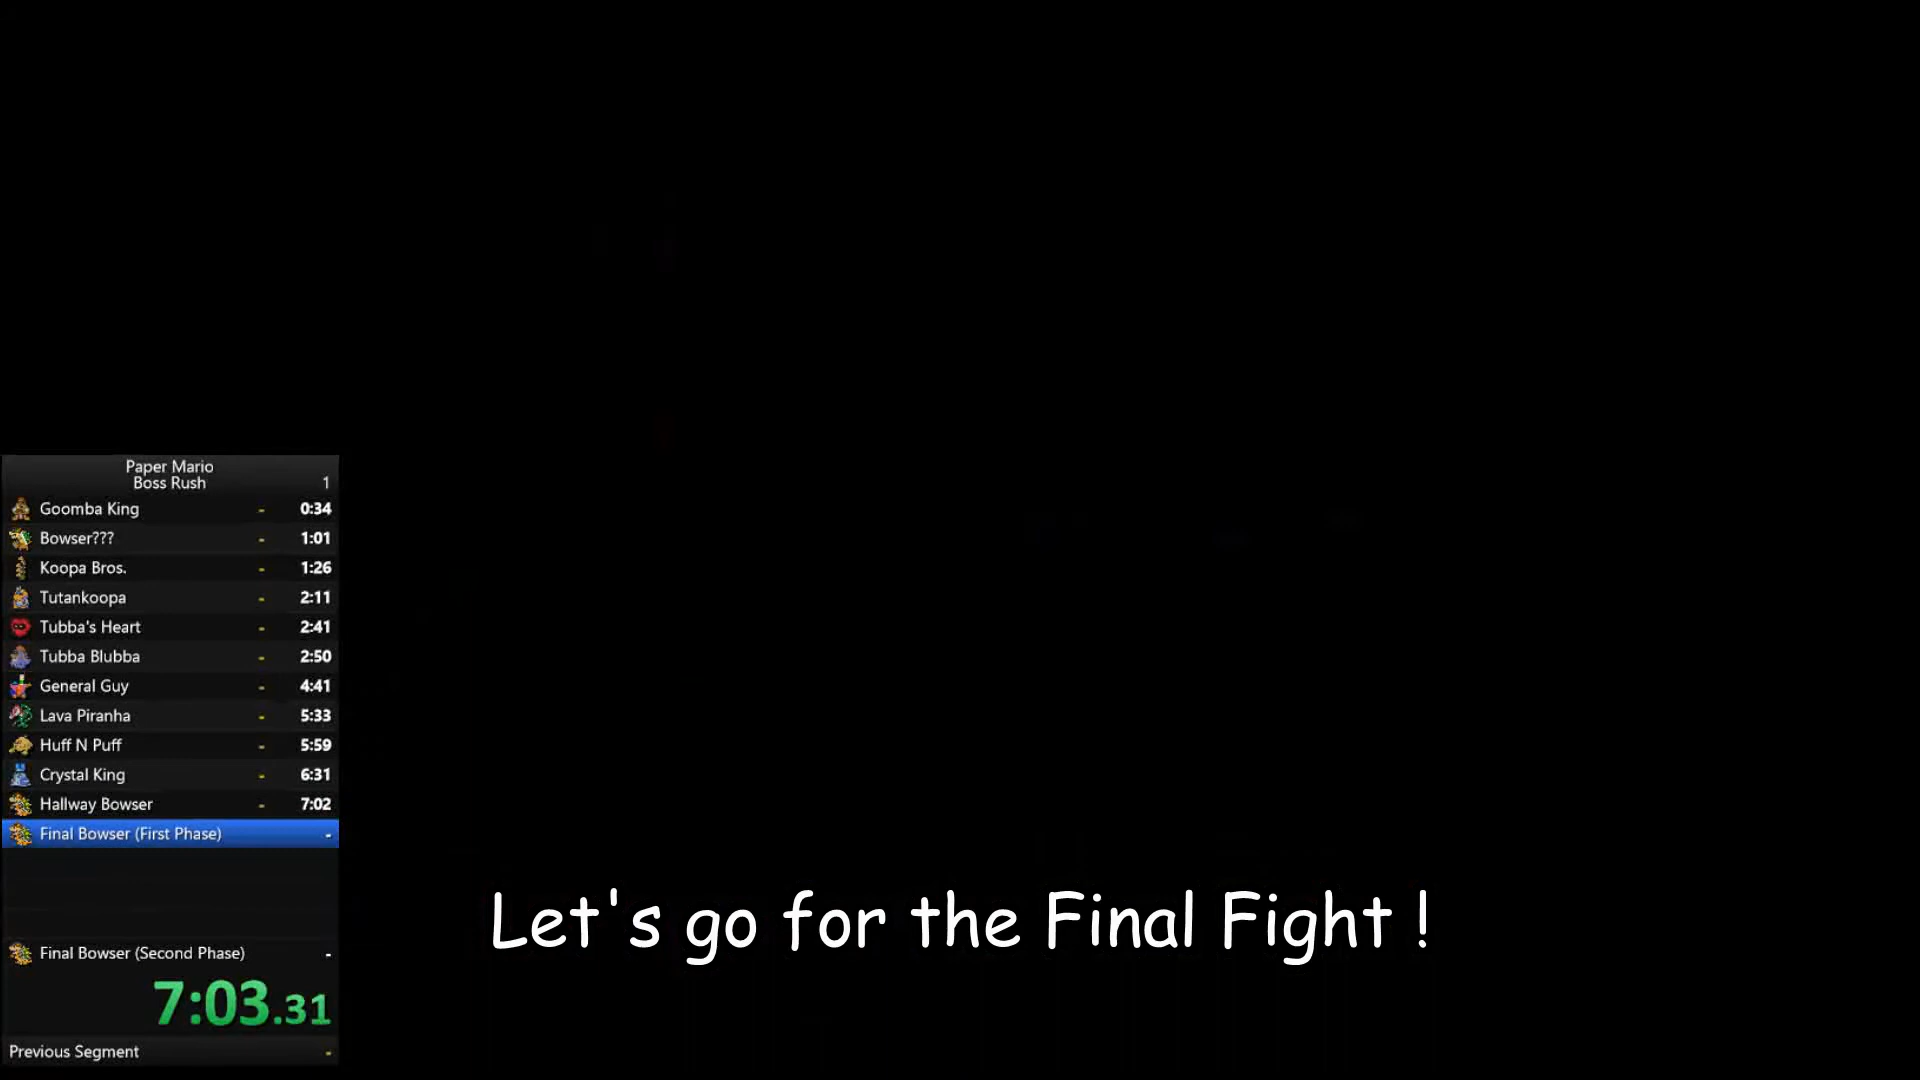 Paper Mario
Boss Rush 1
Goomba King - 0:34
Bowser??? - 1:01
Koopa Bros. - 1:26
Tutankoopa - 2:11
Tubba's Heart - 2:41
Tubba Blubba - 2:50
General Guy - 4:41
Lava Piranha - 5:33
Huff N Puff - 5:59
Crystal King - 6:31
Hallway Bowser - 7:02
Final Bowser (First Phase) -
Final Bowser (Second Phase) -
7:03.31
Previous Segment -
Let's go for the Final Fight !